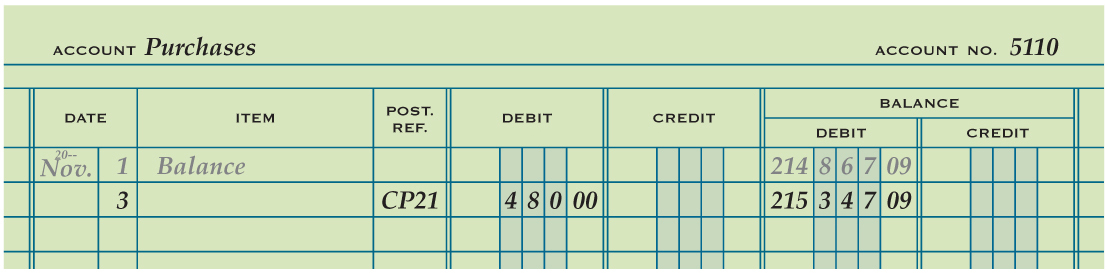 ACCOUNT Purchases ACCOUNT NO. 5110
DATE ITEM POST. REF. DEBIT CREDIT BALANCE
DEBIT CREDIT
20--
Nov. 1 Balance 214 8 6 7 09
3 CP21 4 8 0 00 215 3 4 7 09